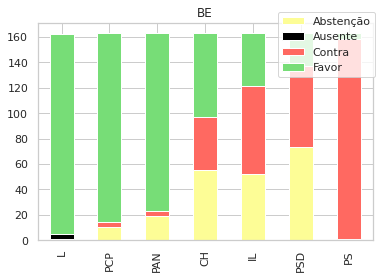 BE
Abstenção
Ausente
Contra
Favor
160
140
120
100
80
60
40
20
0
L
PCP
PAN
CH
IL
PSD
PS